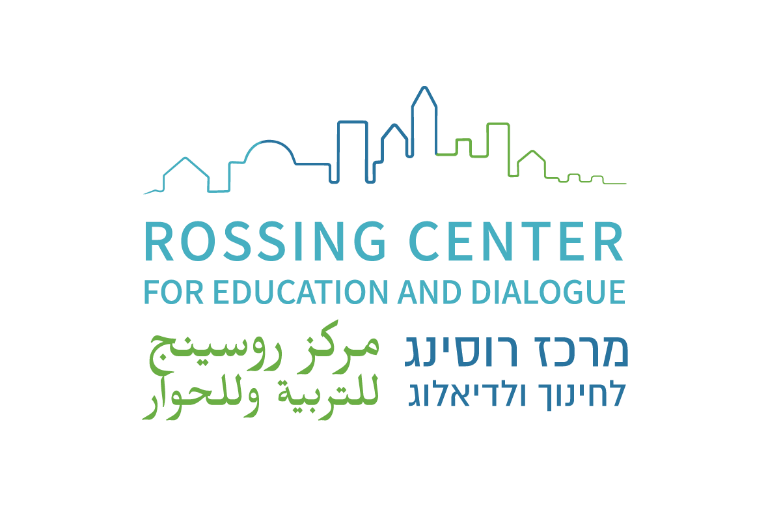 ROSSING CENTER
FOR EDUCATION AND DIALOGUE
مركز روسينج
للتربية وللحوار
מרכז רוסינג
לחינוך ולדיאלוג